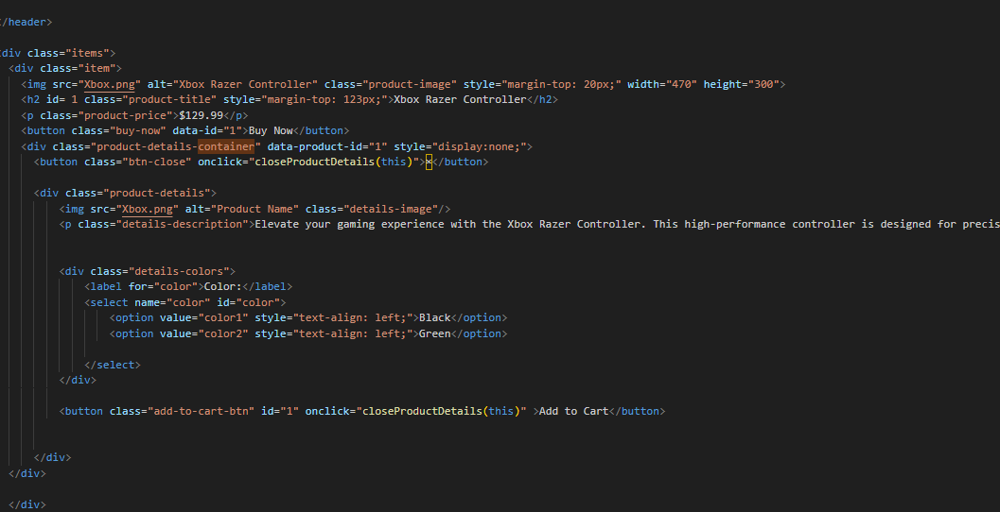 /header>
div class="items">
<div class="item">
<img src="Xbox.png" alt="Xbox Razer Controller" class="product-image" style="margin-top: 20px;" width="470" height="300">
<h2 id= 1 class="product-title" style="margin-top: 123px;">Xbox Razer Controller</h2>
<p class="product-price">$129.99</p>
<button class="buy-now" data-id="1">Buy Now</button>
<div class="product-details-container" data-product-id="1" style="display:none;">
<button class="btn-close" onclick="closeProductDetails(this)">×</button>
<div class="product-details">
<img src="Xbox.png" alt="Product Name" class="details-image"/>
<p class="details-description">Elevate your gaming experience with the Xbox Razer Controller. This high-performance controller is designed for precis
<div class="details-colors">
<label for="color">Color:</label>
<select name="color" id="color">
<option value="color1" style="text-align: left;">Black</option>
<option value="color2" style="text-align: left;">Green</option>
</select>
</div>
<button class="add-to-cart-btn" id="1" onclick="closeProductDetails(this)" >Add to Cart</button>
</div>
</div>
</div>